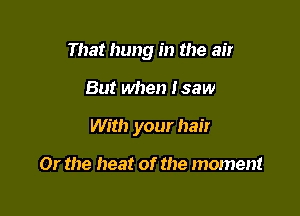 That hung in the air
But when I saw
With your hair
Or the heat of the moment